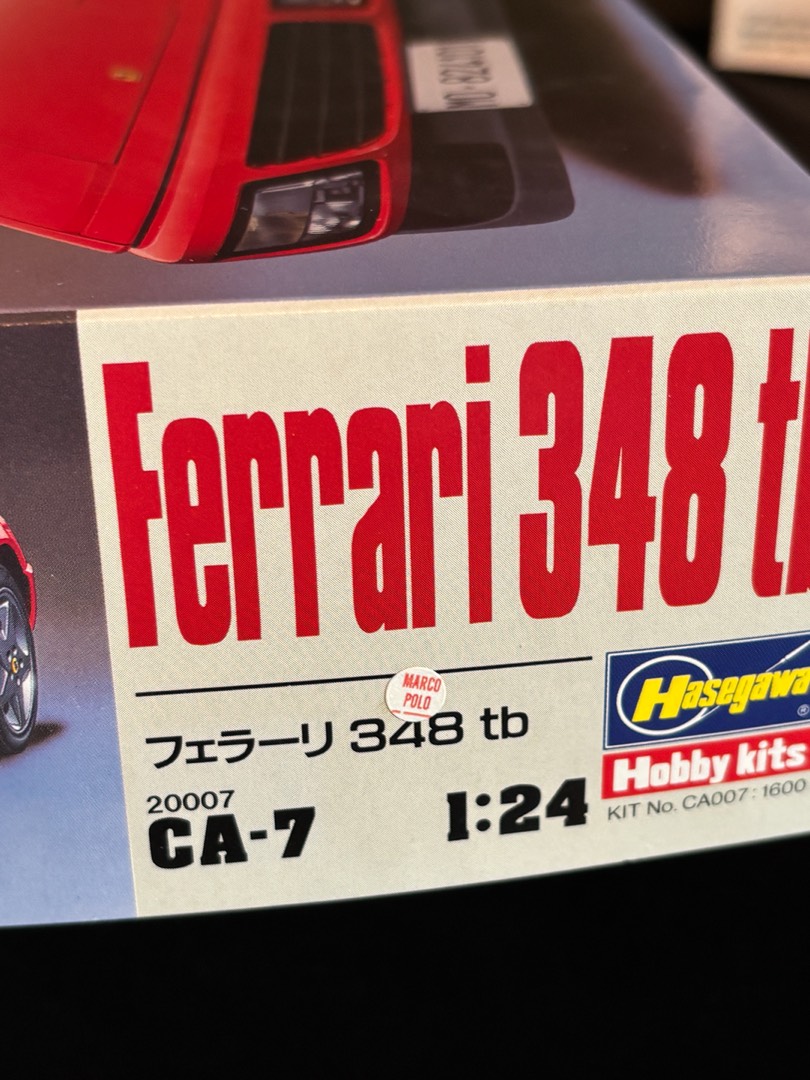 Ferrari 348 tb
MARCO
POLO
フェラーリ 348 tb
20007
CA-7
1:24
Hasegawa
Hobby kits
KIT No. CA007:1600